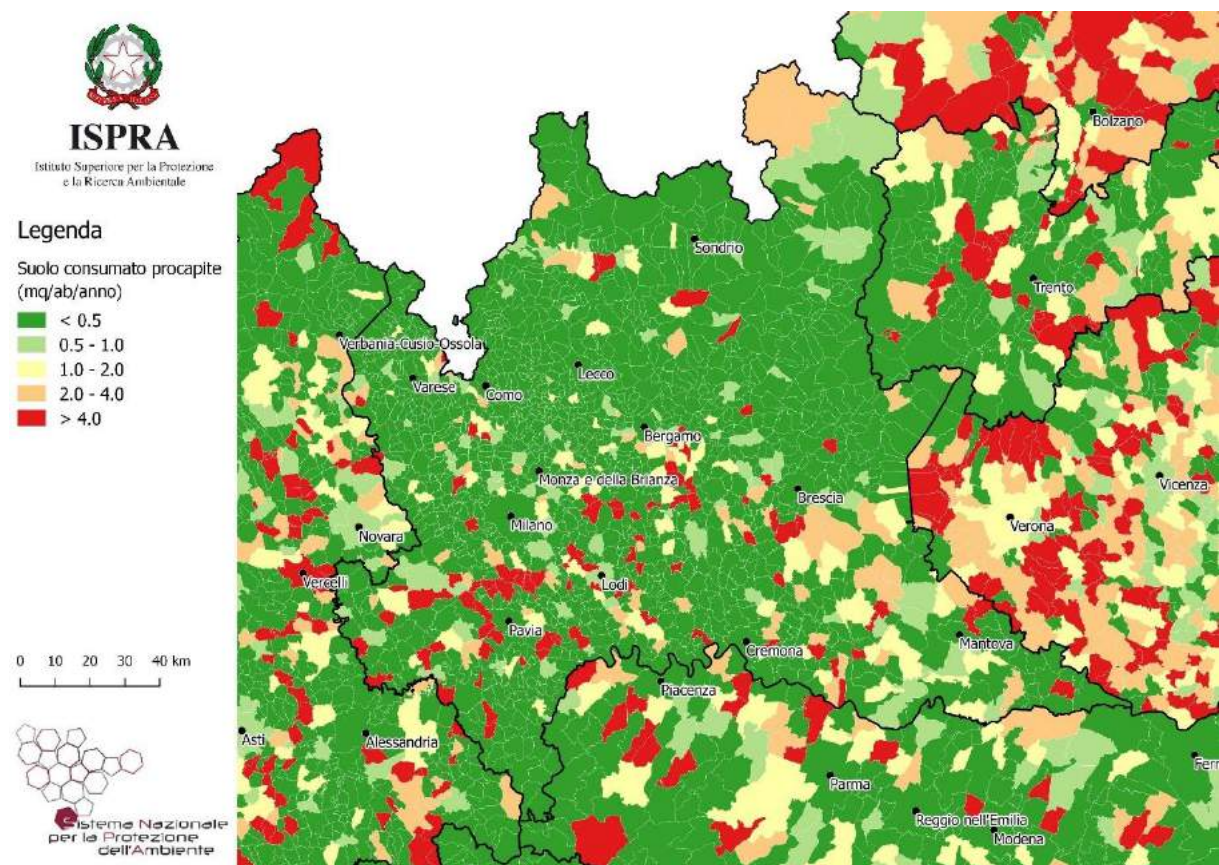 ISPRA
Istituto Superiore per la Protezione
e la Ricerca Ambientale
Legenda
Suolo consumato procapite
(mq/ab/anno)
< 0.5
0.5 - 1.0
1.0 - 2.0
2.0 - 4.0
> 4.0
0 10 20 30 40 km
Sistema Nazionale
per la Protezione
dell'Ambiente
Bolzano
Sondrio
Trento
Verbania-Cusio-Ossola
Lecco
Varese
Como
Bergamo
Monza e della Brianza
Vicenza
Brescia
Milano
Verona
Novara
Vercelli
Lodi
Pavia
Mantova
Cremona
Piacenza
Asti
Alessandria
Ferr
Parma
Reggio nell'Emilia
Modena